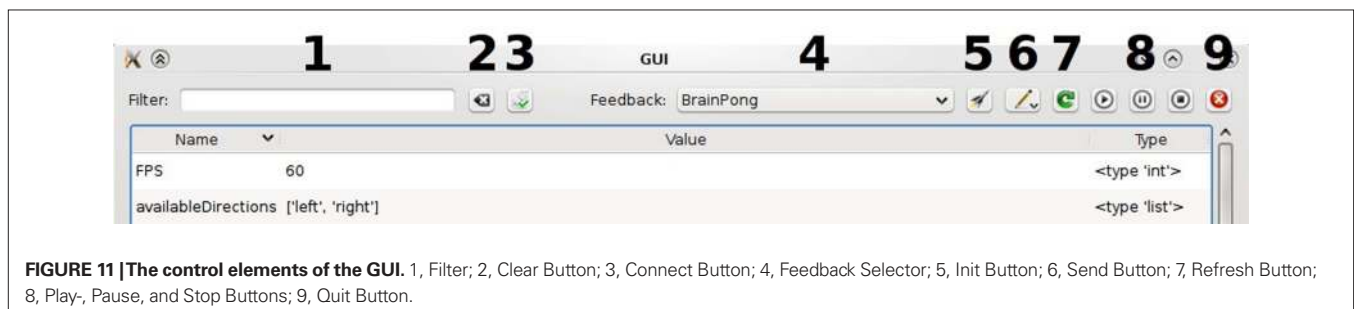 1 2 3 4 5 6 7 8 9
GUI
Filter: Feedback: BrainPong
Name Value Type
FPS 60 <type 'int'>
availableDirections ['left', 'right'] <type 'list'>
FIGURE 11 | The control elements of the GUI. 1, Filter; 2, Clear Button; 3, Connect Button; 4, Feedback Selector; 5, Init Button; 6, Send Button; 7, Refresh Button;
8, Play-, Pause, and Stop Buttons; 9, Quit Button.